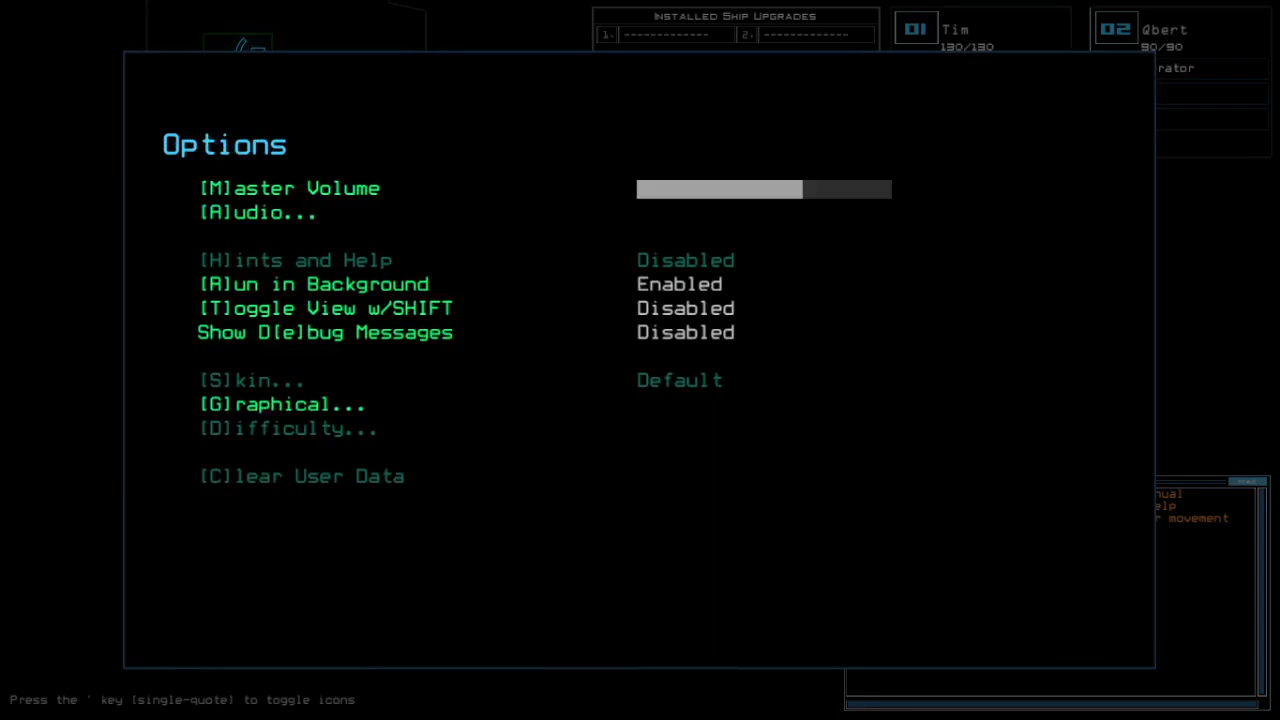 Installed Ship Upgrades
1. ------------- 2. -------------
01 Tim
130/130
02 Qbert
90/90
rator
Options
[M]aster Volume
[A]udio...
[H]ints and Help Disabled
[R]un in Background Enabled
[T]oggle View w/SHIFT Disabled
Show D[e]bug Messages Disabled
[S]kin... Default
[G]raphical...
[D]ifficulty...
[C]lear User Data
nual
elp
r movement
Press the ' key (single-quote) to toggle icons